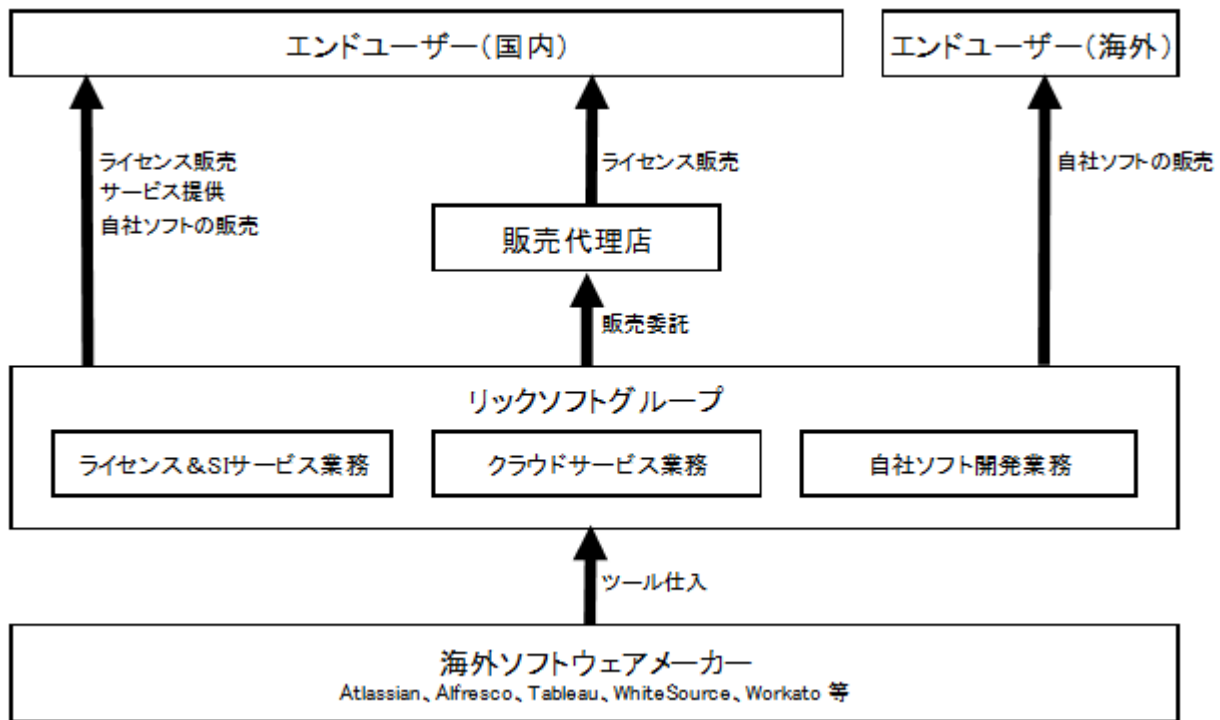 エンドユーザー(国内)
エンドユーザー(海外)
ライセンス販売
サービス提供
自社ソフトの販売
ライセンス販売
自社ソフトの販売
販売代理店
販売委託
リックソフトグループ
ライセンス&SIサービス業務
クラウドサービス業務
自社ソフト開発業務
ツール仕入
海外ソフトウェアメーカー
Atlassian、Alfresco、Tableau、WhiteSource、Workato 等